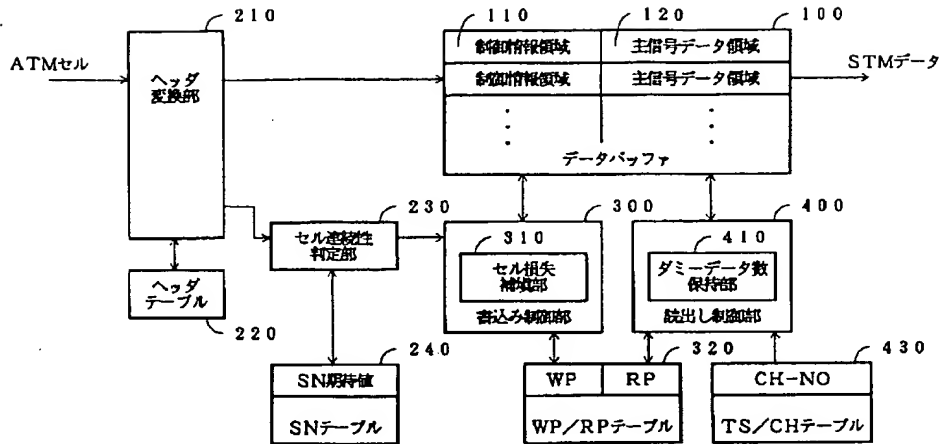 210
110
120
100
ATMセル
ヘッダ
変換部
制御情報領域
主信号データ領域
制御情報領域
主信号データ領域
STMデータ
データバッファ
230
300
400
セル連続性
判定部
310
セル損失
補填部
書込み制御部
410
ダミーデータ数
保持部
読出し制御部
ヘッダ
テーブル
220
240
320
430
SN期待値
SNテーブル
WP
RP
WP/RPテーブル
CH-NO
TS/CHテーブル